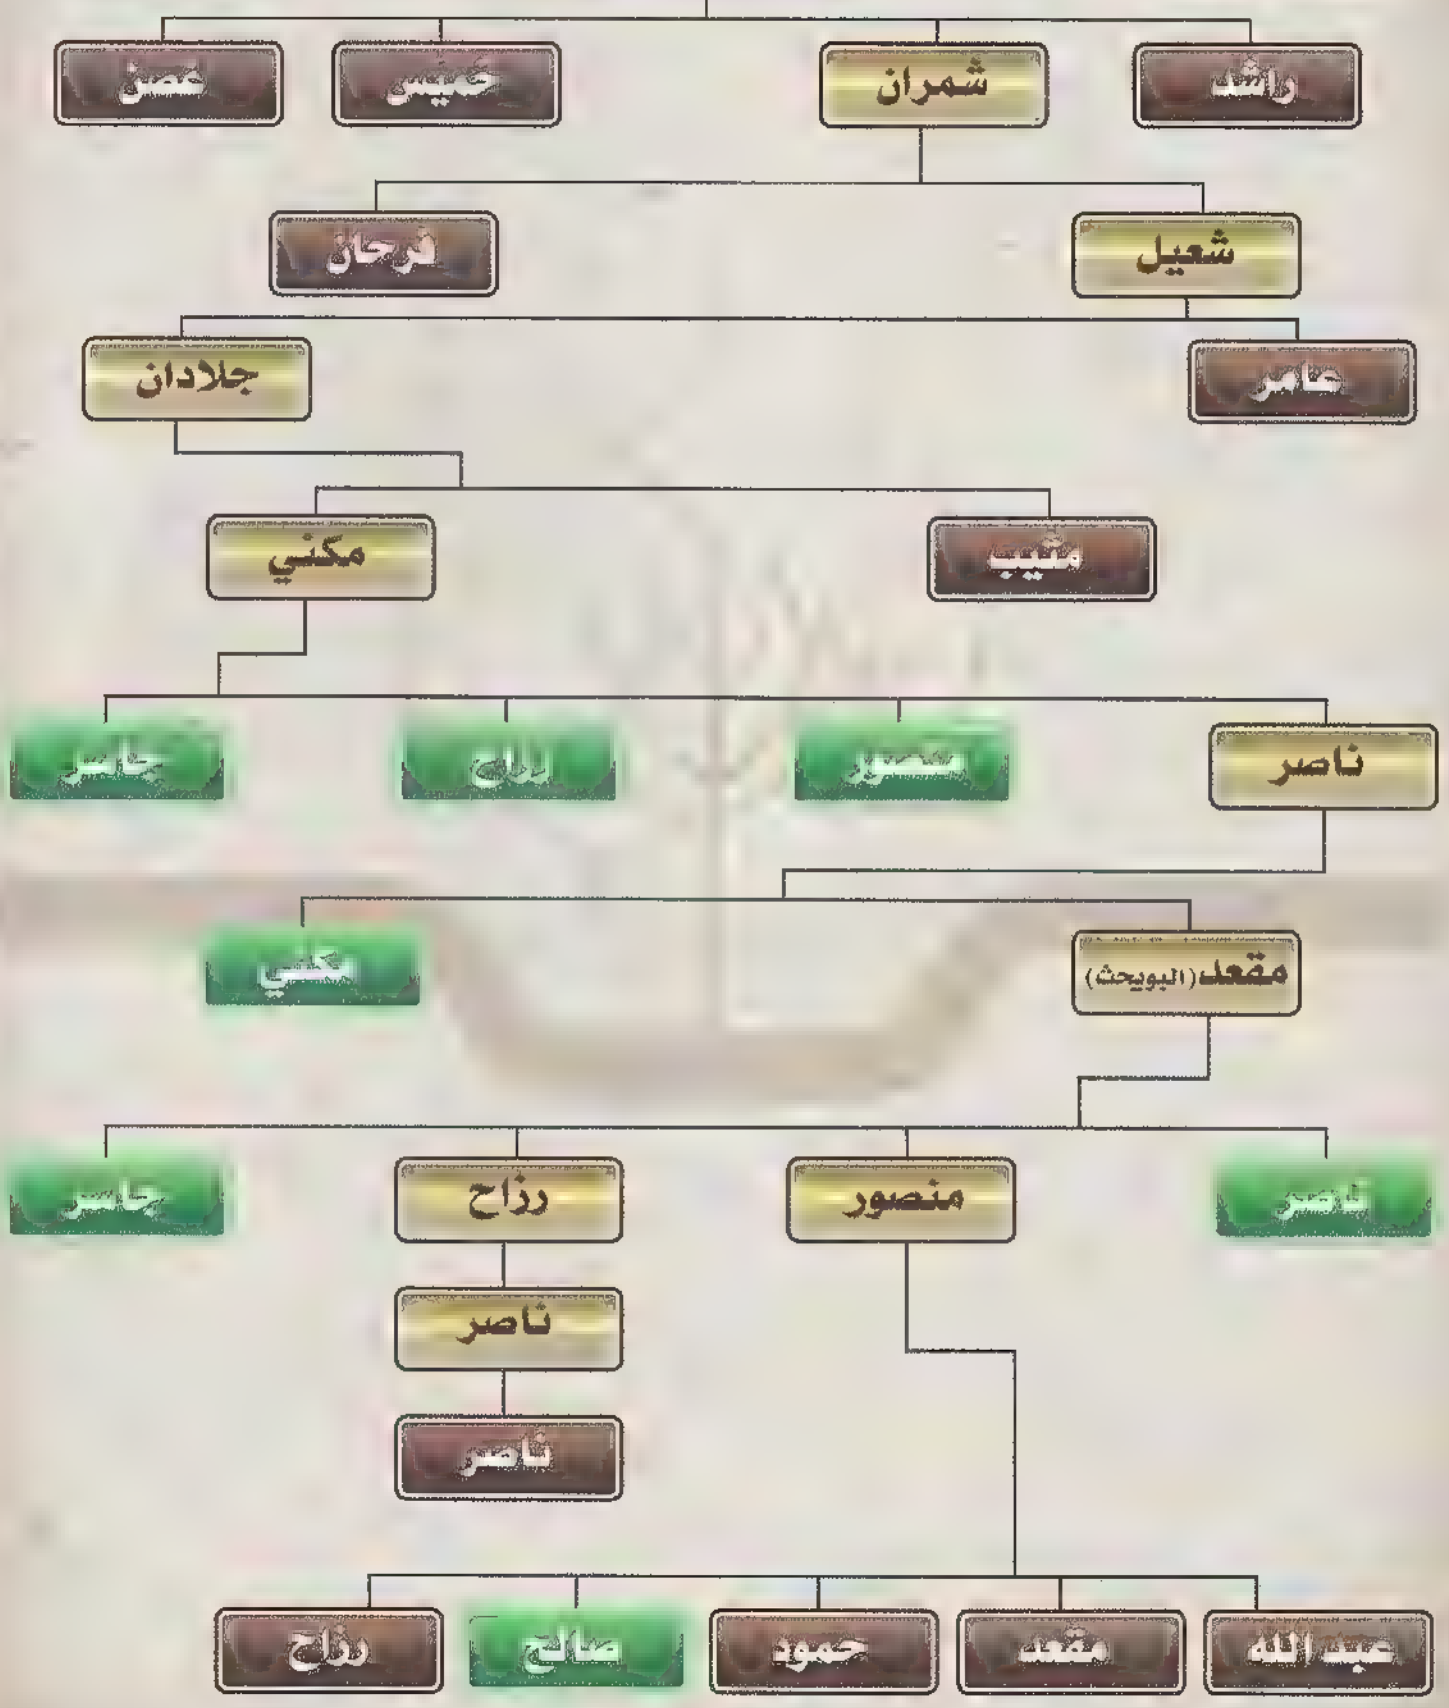 راشد
شمران
خميس
غصن
شعيل
فرحان
عامر
جلادان
مثيب
مكني
ناصر
منصور
رزاح
جاسر
مقعد (البويحث)
مكني
ناصر
منصور
رزاح
جاسر
ناصر
ناصر
عبدالله
مقعد
حمود
صالح
رزاح